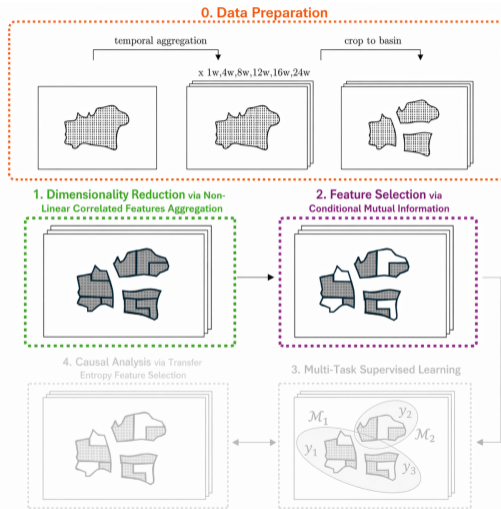 0. Data Preparation
temporal aggregation
crop to basin
x 1w,4w,8w,12w,16w,24w
1. Dimensionality Reduction via Non-
Linear Correlated Features Aggregation
2. Feature Selection via
Conditional Mutual Information
4. Causal Analysis via Transfer
Entropy Feature Selection
3. Multi-Task Supervised Learning
M₁
y₂
M₂
y₁
y₃